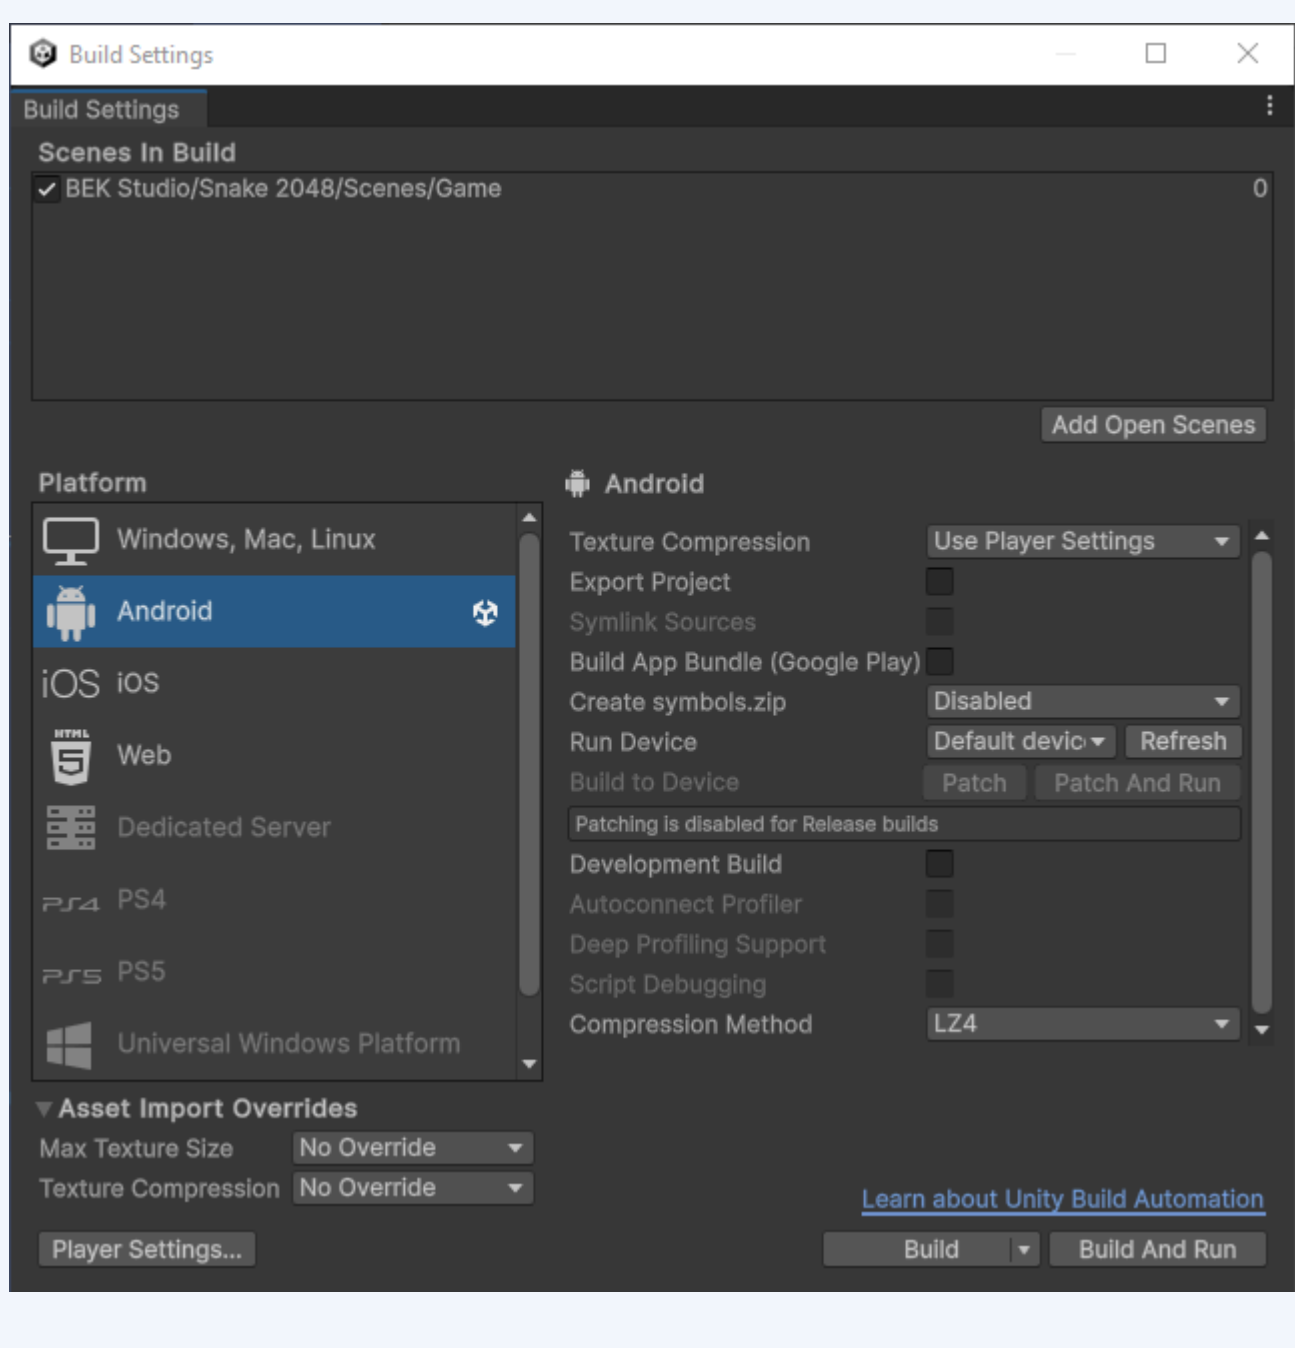 Build Settings
Build Settings
Scenes In Build
BEK Studio/Snake 2048/Scenes/Game 0
Add Open Scenes
Platform
Windows, Mac, Linux
Android
iOS iOS
HTML 5 Web
Dedicated Server
PS4 PS4
PS5 PS5
Universal Windows Platform
Android
Texture Compression Use Player Settings
Export Project
Symlink Sources
Build App Bundle (Google Play)
Create symbols.zip Disabled
Run Device Default devic Refresh
Build to Device Patch Patch And Run
Patching is disabled for Release builds
Development Build
Autoconnect Profiler
Deep Profiling Support
Script Debugging
Compression Method LZ4
Asset Import Overrides
Max Texture Size No Override
Texture Compression No Override
Learn about Unity Build Automation
Player Settings... Build Build And Run